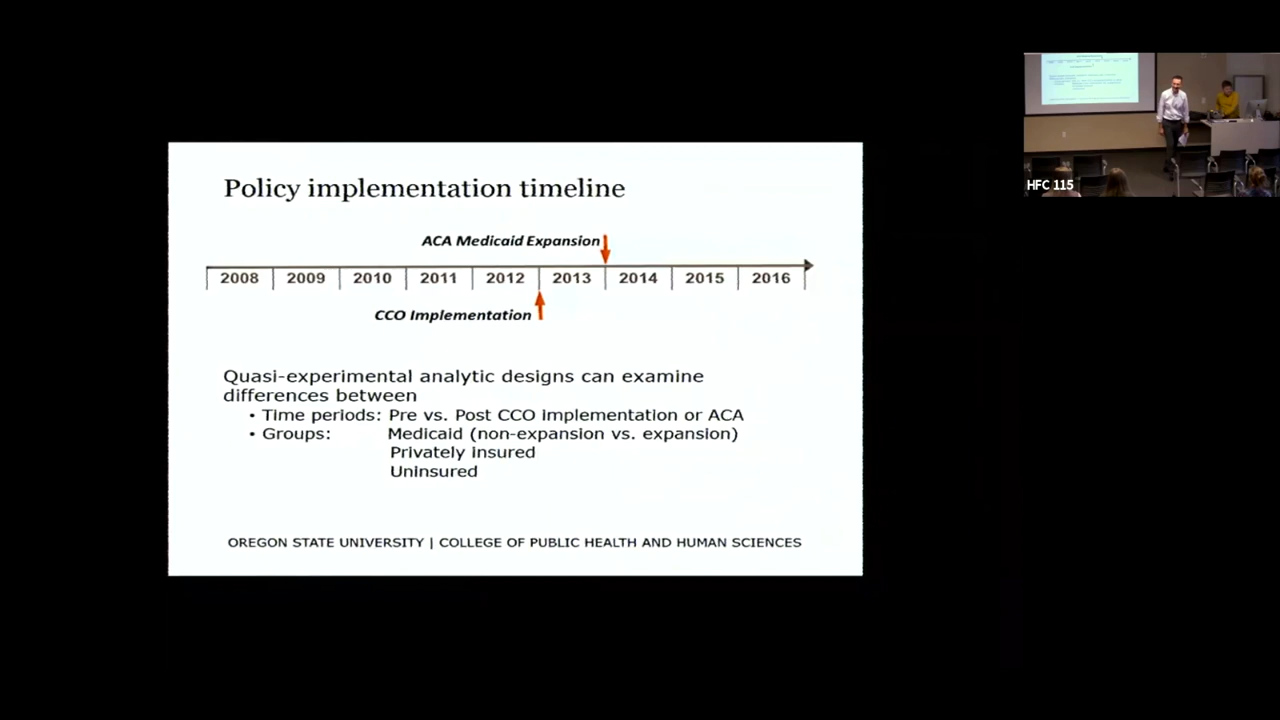 Policy implementation timeline
ACA Medicaid Expansion
2008 2009 2010 2011 2012 2013 2014 2015 2016
CCO Implementation
Quasi-experimental analytic designs can examine
differences between
• Time periods: Pre vs. Post CCO implementation or ACA
• Groups: Medicaid (non-expansion vs. expansion)
Privately insured
Uninsured
OREGON STATE UNIVERSITY | COLLEGE OF PUBLIC HEALTH AND HUMAN SCIENCES
HFC 115